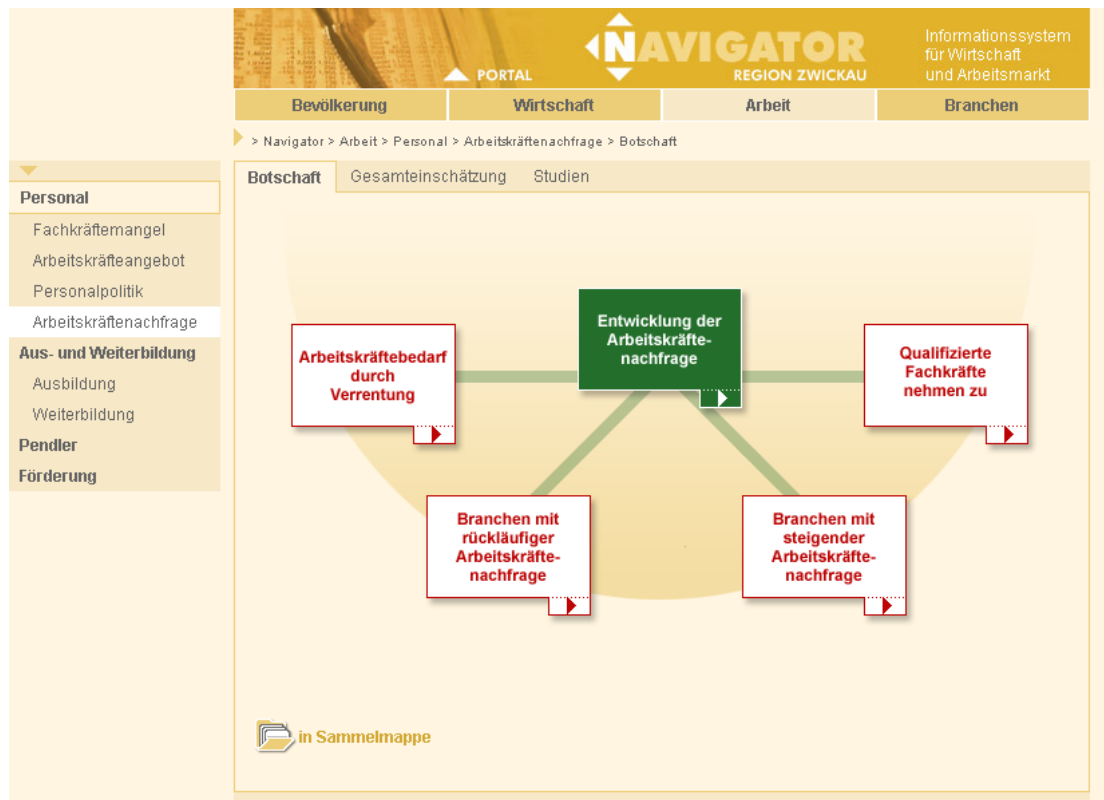 PORTAL
NAVIGATOR
REGION ZWICKAU
Informationssystem
für Wirtschaft
und Arbeitsmarkt
Bevölkerung
Wirtschaft
Arbeit
Branchen
> Navigator > Arbeit > Personal > Arbeitskräftenachfrage > Botschaft
Botschaft
Gesamteinschätzung
Studien
Personal
Fachkräftemangel
Arbeitskräfteangebot
Personalpolitik
Arbeitskräftenachfrage
Aus- und Weiterbildung
Ausbildung
Weiterbildung
Pendler
Förderung
Entwicklung der
Arbeitskräfte-
nachfrage
Arbeitskräftebedarf
durch
Verrentung
Qualifizierte
Fachkräfte
nehmen zu
Branchen mit
rückläufiger
Arbeitskräfte-
nachfrage
Branchen mit
steigender
Arbeitskräfte-
nachfrage
in Sammelmappe